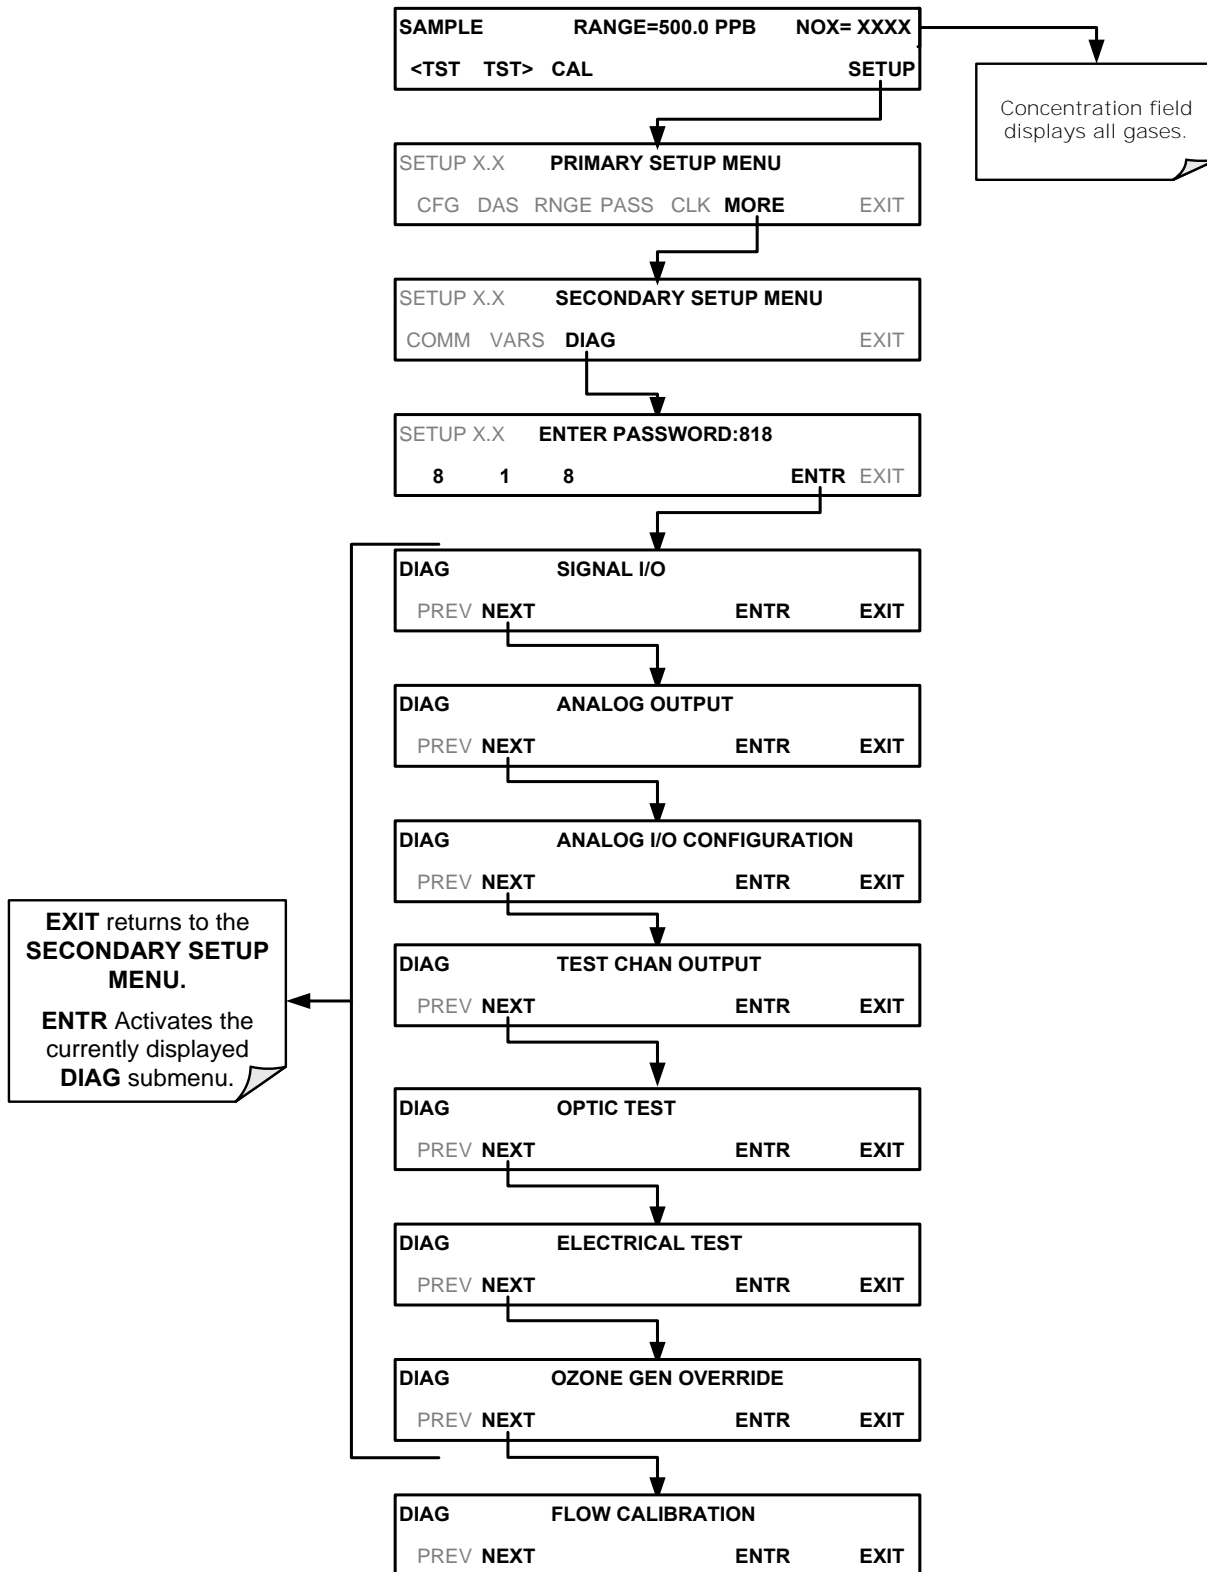 SAMPLE RANGE=500.0 PPB NOX= XXXX
<TST TST> CAL SETUP
Concentration field
displays all gases.
SETUP X.X PRIMARY SETUP MENU
CFG DAS RNGE PASS CLK MORE EXIT
SETUP X.X SECONDARY SETUP MENU
COMM VARS DIAG EXIT
SETUP X.X ENTER PASSWORD:818
8 1 8 ENTR EXIT
DIAG SIGNAL I/O
PREV NEXT ENTR EXIT
DIAG ANALOG OUTPUT
PREV NEXT ENTR EXIT
DIAG ANALOG I/O CONFIGURATION
PREV NEXT ENTR EXIT
EXIT returns to the
SECONDARY SETUP
MENU.
ENTR Activates the
currently displayed
DIAG submenu.
DIAG TEST CHAN OUTPUT
PREV NEXT ENTR EXIT
DIAG OPTIC TEST
PREV NEXT ENTR EXIT
DIAG ELECTRICAL TEST
PREV NEXT ENTR EXIT
DIAG OZONE GEN OVERRIDE
PREV NEXT ENTR EXIT
DIAG FLOW CALIBRATION
PREV NEXT ENTR EXIT